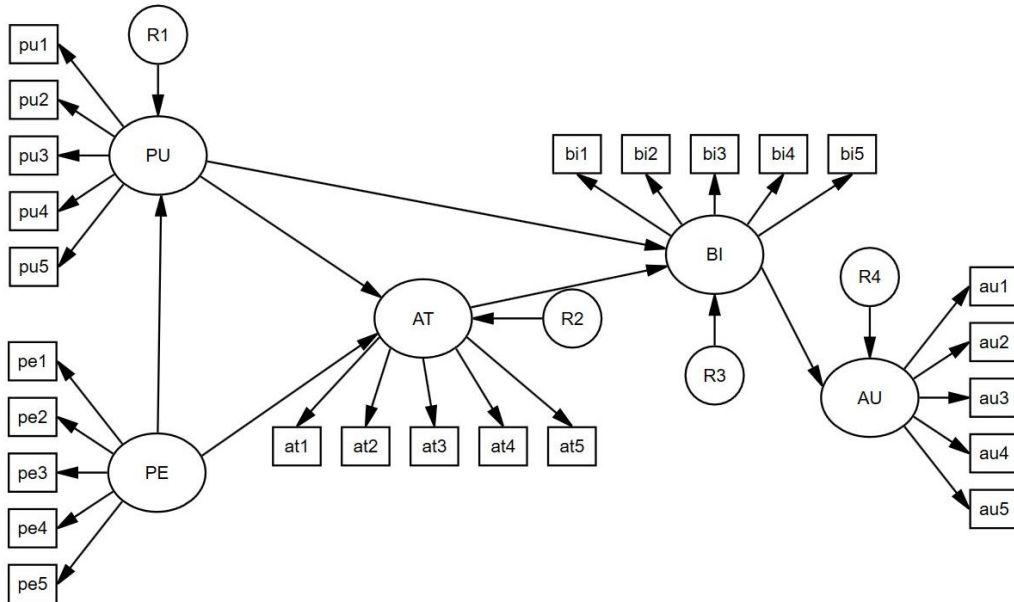 pu1
pu2
pu3
pu4
pu5
R1
PU
pe1
pe2
pe3
pe4
pe5
PE
AT
R2
at1
at2
at3
at4
at5
bi1
bi2
bi3
bi4
bi5
BI
R3
R4
AU
au1
au2
au3
au4
au5